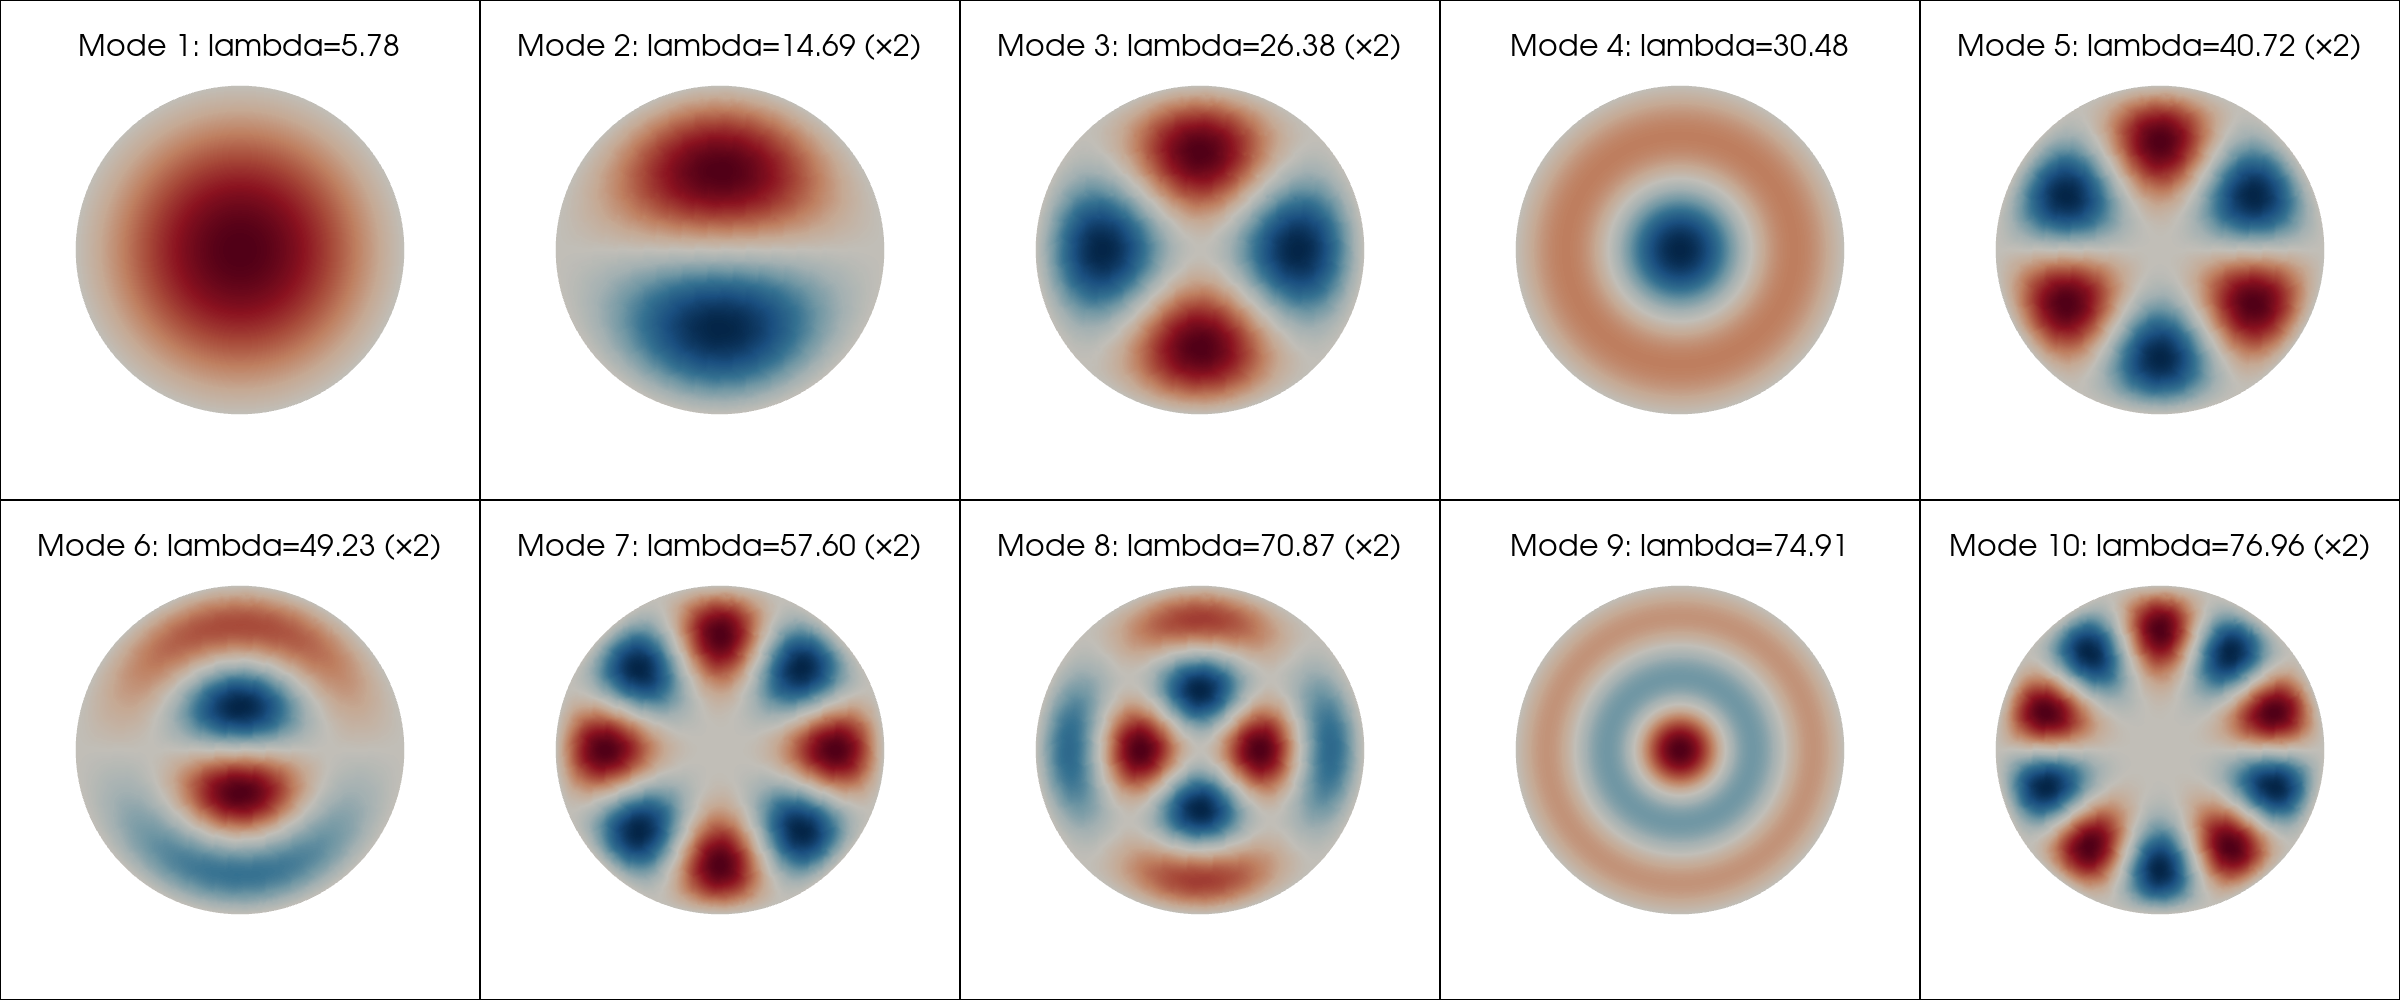 Mode 1: lambda=5.78
Mode 2: lambda=14.69 (×2)
Mode 3: lambda=26.38 (×2)
Mode 4: lambda=30.48
Mode 5: lambda=40.72 (×2)
Mode 6: lambda=49.23 (×2)
Mode 7: lambda=57.60 (×2)
Mode 8: lambda=70.87 (×2)
Mode 9: lambda=74.91
Mode 10: lambda=76.96 (×2)